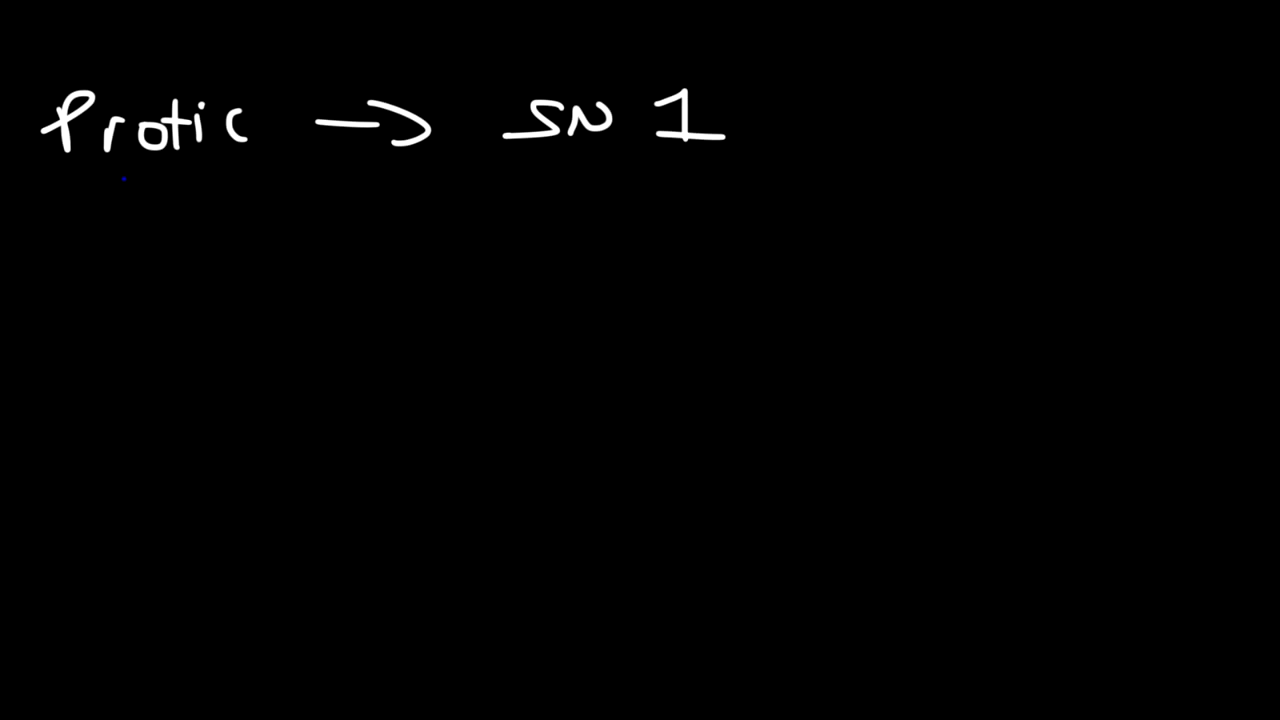 Protic → SN 1